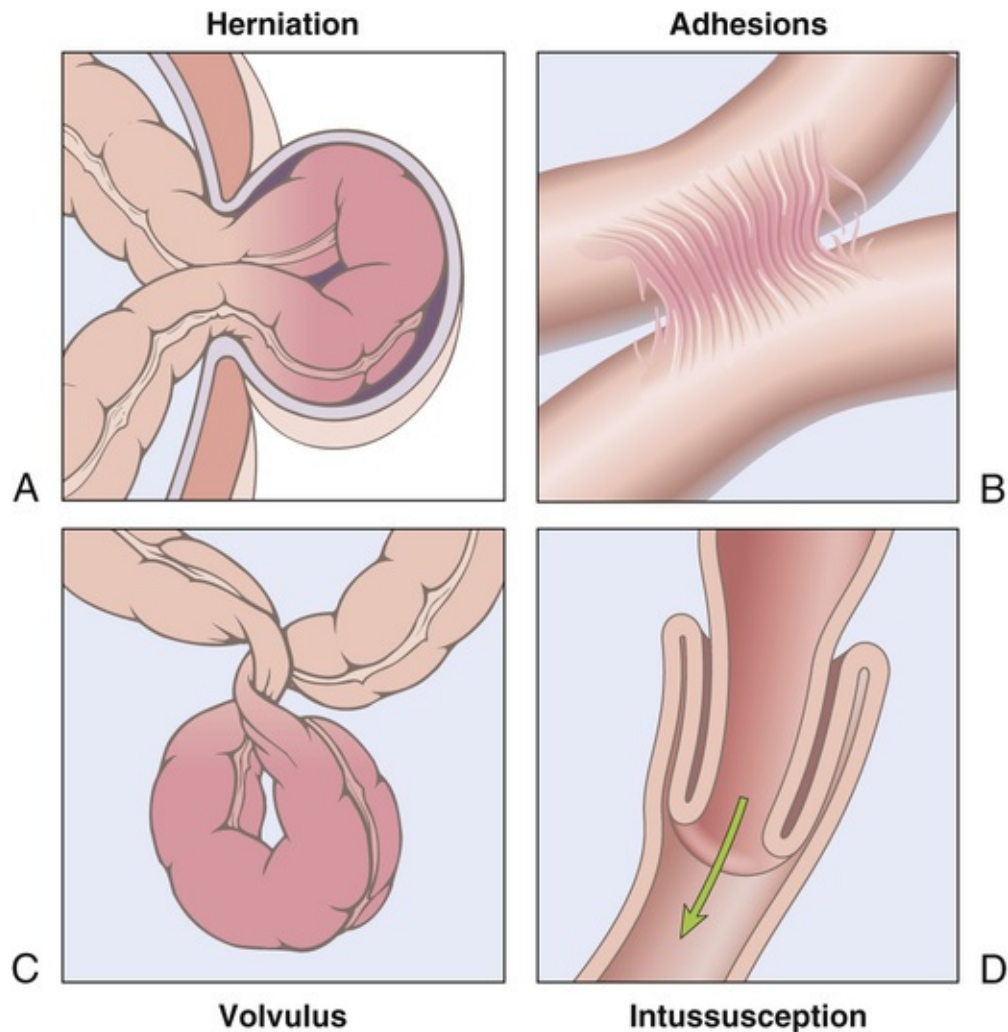 Herniation
Adhesions
A
B
C
D
Volvulus
Intussusception